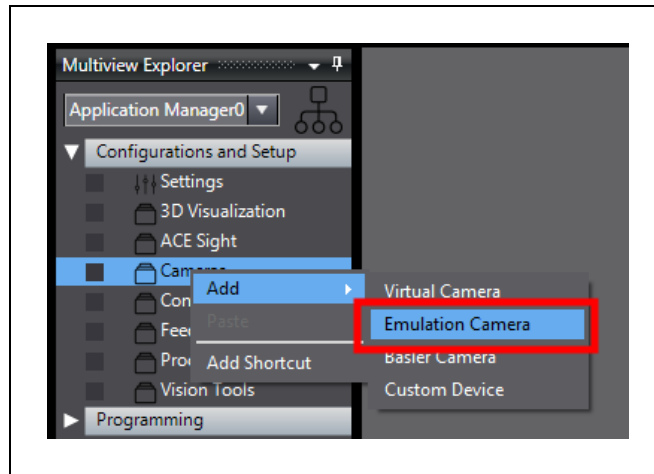 Multiview Explorer
Application Manager0
Configurations and Setup
Settings
3D Visualization
ACE Sight
Add
Virtual Camera
Emulation Camera
Paste
Basler Camera
Add Shortcut
Custom Device
Vision Tools
Programming